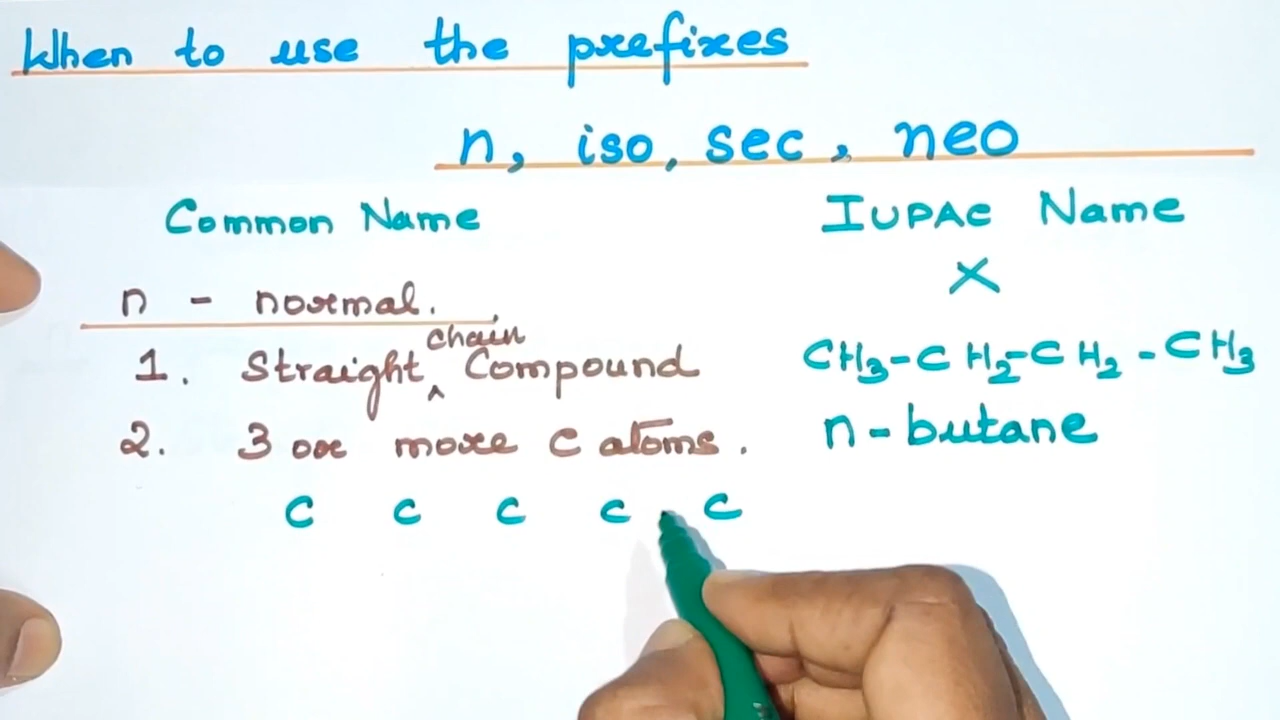 When to use the prefixes
n, iso, sec, neo
Common Name
IUPAC Name
X
n - normal.
1. Straight ^chain Compound
CH3-CH2-CH2-CH3
2. 3 or more C atoms.
n-butane
C C C C C